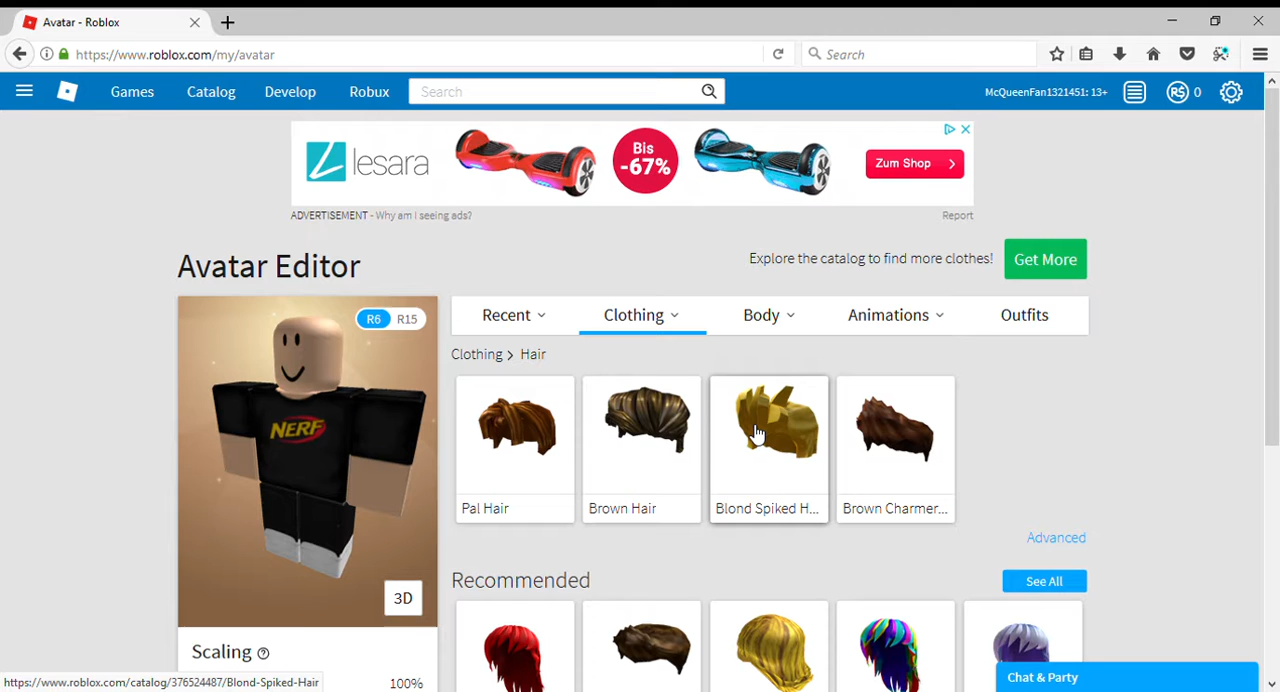 Avatar - Roblox
https://www.roblox.com/my/avatar
Search
Games
Catalog
Develop
Robux
Search
McQueenFan1321451: 13+
R$ 0
lesara
Bis
-67%
Zum Shop
ADVERTISEMENT - Why am I seeing ads?
Report
Avatar Editor
Explore the catalog to find more clothes!
Get More
R6 R15
NERF
3D
Recent
Clothing
Body
Animations
Outfits
Clothing > Hair
Pal Hair
Brown Hair
Blond Spiked H...
Brown Charmer...
Advanced
Recommended
See All
Scaling
100%
Chat & Party
https://www.roblox.com/catalog/376524487/Blond-Spiked-Hair